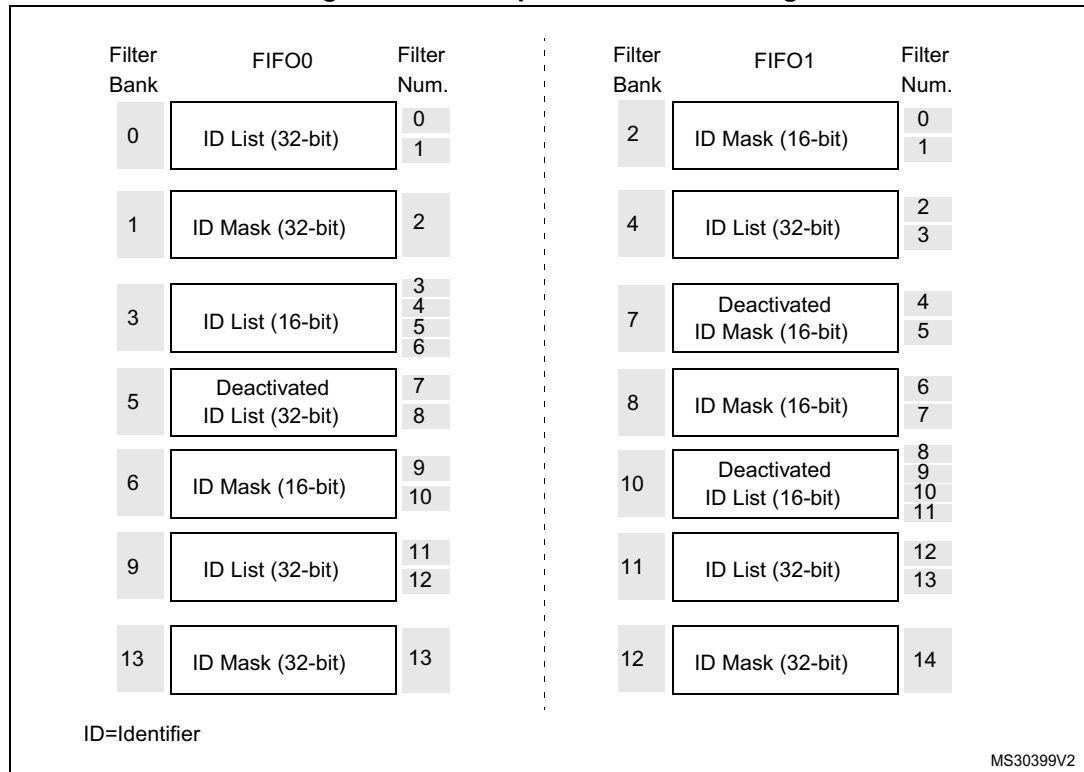 Filter Bank FIFO0 Filter Num.
0 ID List (32-bit) 0 1
1 ID Mask (32-bit) 2
3 ID List (16-bit) 3 4 5 6
5 Deactivated ID List (32-bit) 7 8
6 ID Mask (16-bit) 9 10
9 ID List (32-bit) 11 12
13 ID Mask (32-bit) 13
Filter Bank FIFO1 Filter Num.
2 ID Mask (16-bit) 0 1
4 ID List (32-bit) 2 3
7 Deactivated ID Mask (16-bit) 4 5
8 ID Mask (16-bit) 6 7
10 Deactivated ID List (16-bit) 8 9 10 11
11 ID List (32-bit) 12 13
12 ID Mask (32-bit) 14
ID=Identifier
MS30399V2